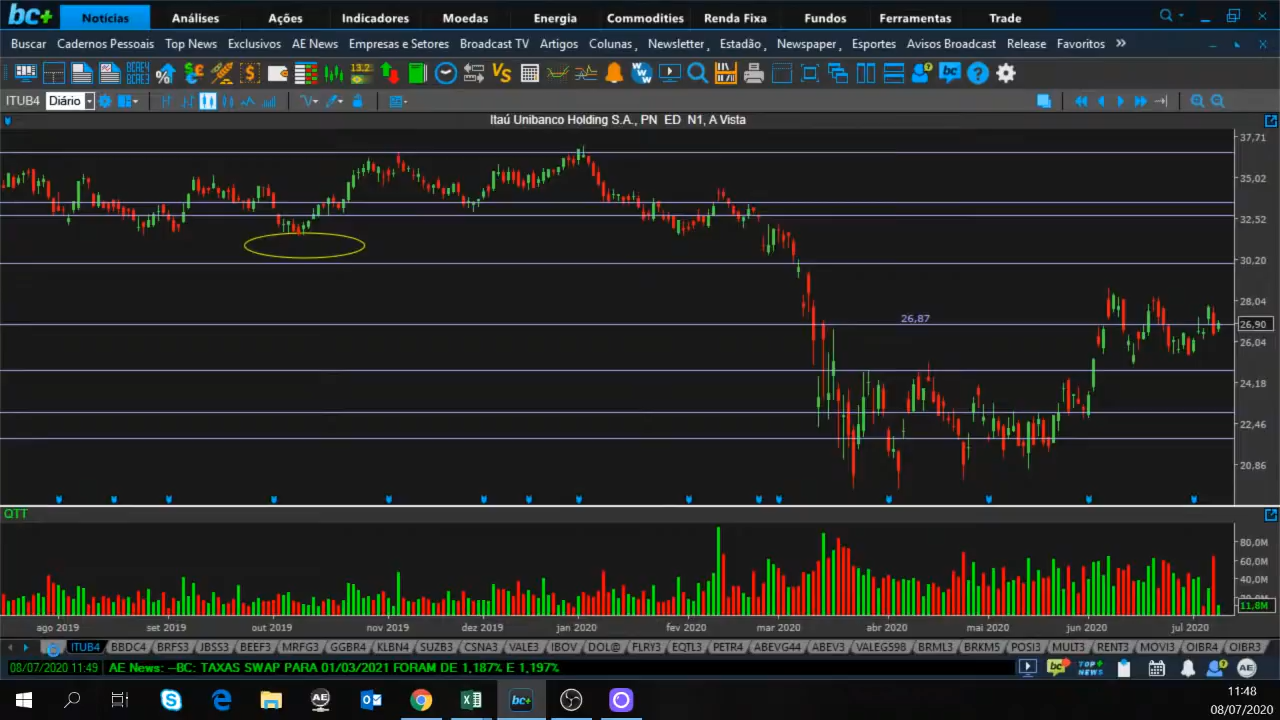 bc+ Notícias Análises Ações Indicadores Moedas Energia Commodities Renda Fixa Fundos Ferramentas Trade
Buscar Cadernos Pessoais Top News Exclusivos AE News Empresas e Setores Broadcast TV Artigos Colunas Newsletter Estadão Newspaper Esportes Avisos Broadcast Release Favoritos »
ITUB4 Diário
Itaú Unibanco Holding S.A., PN ED N1, A Vista
37,71
35,02
32,52
30,20
28,04
26,87
26,90
26,04
24,18
22,46
20,86
QTT
80,0M
60,0M
40,0M
11,8M
ago 2019 set 2019 out 2019 nov 2019 dez 2019 jan 2020 fev 2020 mar 2020 abr 2020 mai 2020 jun 2020 jul 2020
ITUB4 BBDC4 BRFS3 JBSS3 BEEF3 MRFG3 GGBR4 KLBN4 SUZB3 CSNA3 VALE3 IBOV DOL@ FLRY3 EQTL3 PETR4 ABEVG44 ABEV3 VALEG598 BRML3 BRKM5 POSI3 MULT3 RENT3 MOVI3 OIBR4 OIBR3
08/07/2020 11:49 AE News: --BC: TAXAS SWAP PARA 01/03/2021 FORAM DE 1,187% E 1,197% bc TOP NEWS AE
AE bc+ 11:48
08/07/2020